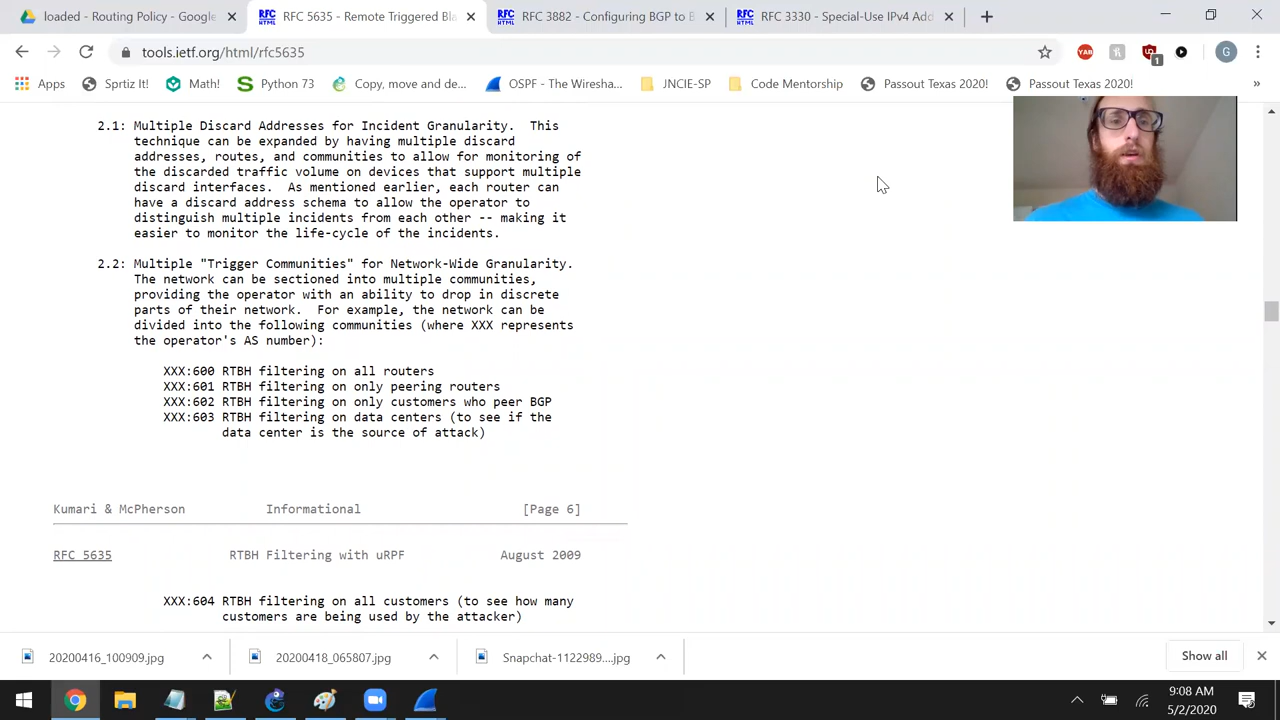 loaded - Routing Policy - Google
RFC 5635 - Remote Triggered Bla
RFC 3882 - Configuring BGP to
RFC 3330 - Special-Use IPv4 Ad
tools.ietf.org/html/rfc5635
G
Apps
Sprtiz It!
Math!
Python 73
Copy, move and de...
OSPF - The Wiresha...
JNCIE-SP
Code Mentorship
Passout Texas 2020!
Passout Texas 2020!
»
2.1: Multiple Discard Addresses for Incident Granularity. This
technique can be expanded by having multiple discard
addresses, routes, and communities to allow for monitoring of
the discarded traffic volume on devices that support multiple
discard interfaces. As mentioned earlier, each router can
have a discard address schema to allow the operator to
distinguish multiple incidents from each other -- making it
easier to monitor the life-cycle of the incidents.
2.2: Multiple "Trigger Communities" for Network-Wide Granularity.
The network can be sectioned into multiple communities,
providing the operator with an ability to drop in discrete
parts of their network. For example, the network can be
divided into the following communities (where XXX represents
the operator's AS number):
XXX:600 RTBH filtering on all routers
XXX:601 RTBH filtering on only peering routers
XXX:602 RTBH filtering on only customers who peer BGP
XXX:603 RTBH filtering on data centers (to see if the
data center is the source of attack)
Kumari & McPherson Informational [Page 6]
RFC 5635 RTBH Filtering with uRPF August 2009
XXX:604 RTBH filtering on all customers (to see how many
customers are being used by the attacker)
20200416_100909.jpg
20200418_065807.jpg
Snapchat-1122989....jpg
Show all
9:08 AM
5/2/2020